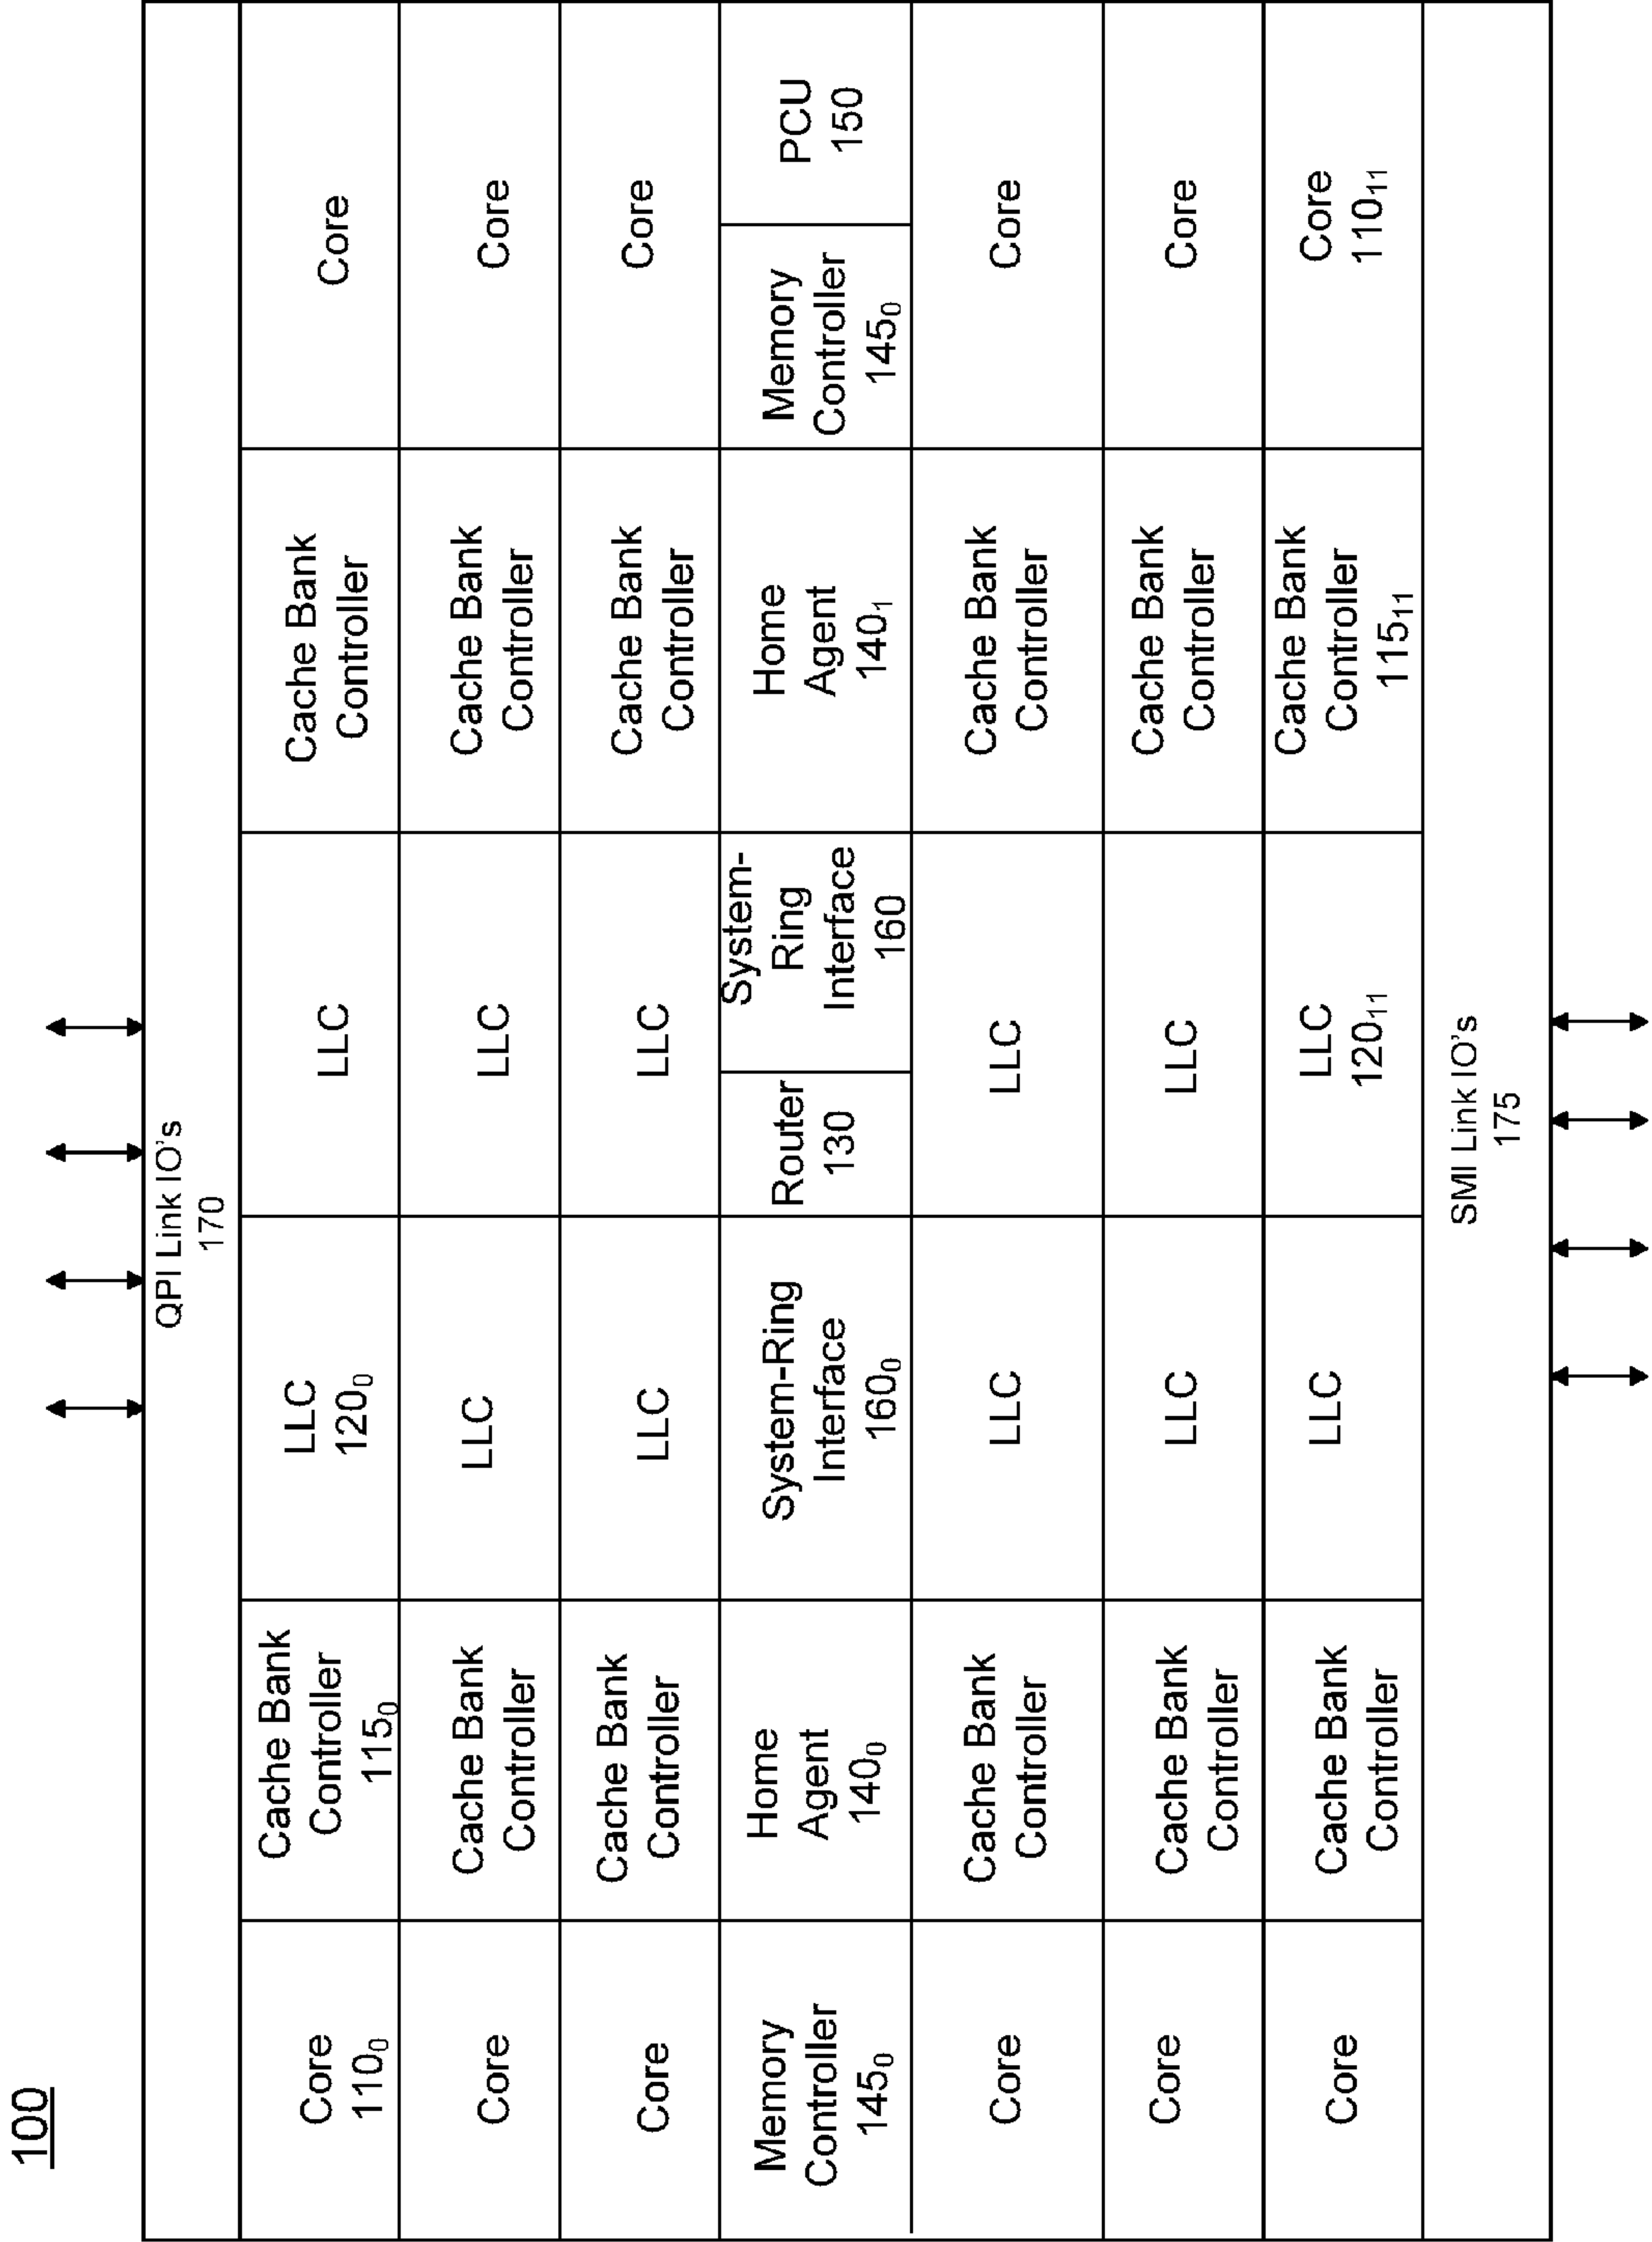 100
QPI Link IO's
170
Core
110₀
Cache Bank
Controller
115₀
LLC
120₀
LLC
Cache Bank
Controller
Core
Core
Cache Bank
Controller
LLC
LLC
Cache Bank
Controller
Core
Core
Cache Bank
Controller
LLC
LLC
Cache Bank
Controller
Core
Memory
Controller
145₀
Home
Agent
140₀
System-Ring
Interface
160₀
Router
130
System-
Ring
Interface
160
Home
Agent
140₁
Memory
Controller
145₀
PCU
150
Core
Cache Bank
Controller
LLC
LLC
Cache Bank
Controller
Core
Core
Cache Bank
Controller
LLC
LLC
Cache Bank
Controller
Core
Core
Cache Bank
Controller
LLC
LLC
120₁₁
Cache Bank
Controller
115₁₁
Core
110₁₁
SMI Link IO's
175